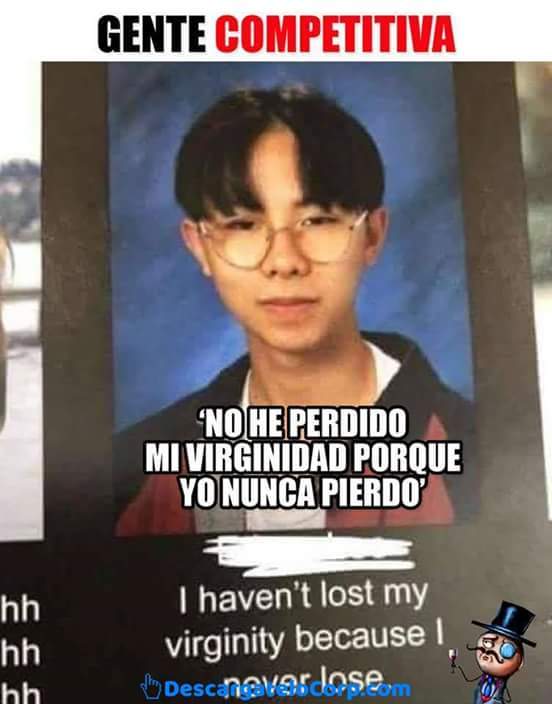 GENTE COMPETITIVA
'NO HE PERDIDO
MI VIRGINIDAD PORQUE
YO NUNCA PIERDO'
I haven't lost my
hh
virginity because I
hh
never lose
hh
DescargateloCorp.com